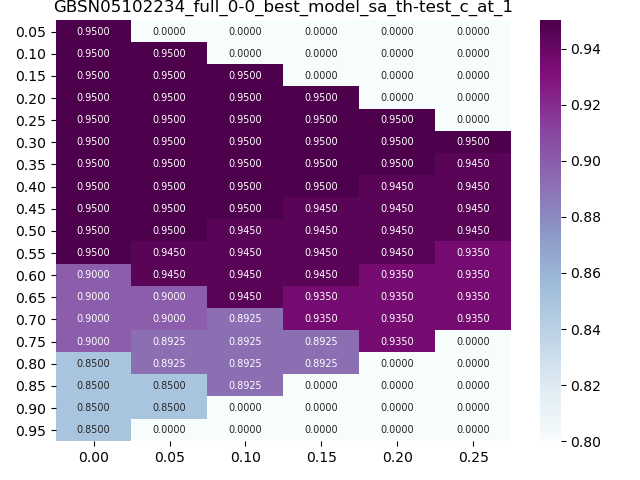 GBSN05102234_full_0-0_best_model_sa_th-test_c_at_1
0.05 0.9500 0.0000 0.0000 0.0000 0.0000 0.0000
0.10 0.9500 0.9500 0.0000 0.0000 0.0000 0.0000
0.15 0.9500 0.9500 0.9500 0.0000 0.0000 0.0000
0.20 0.9500 0.9500 0.9500 0.9500 0.0000 0.0000
0.25 0.9500 0.9500 0.9500 0.9500 0.9500 0.0000
0.30 0.9500 0.9500 0.9500 0.9500 0.9500 0.9500
0.35 0.9500 0.9500 0.9500 0.9500 0.9500 0.9450
0.40 0.9500 0.9500 0.9500 0.9500 0.9450 0.9450
0.45 0.9500 0.9500 0.9500 0.9450 0.9450 0.9450
0.50 0.9500 0.9500 0.9450 0.9450 0.9450 0.9450
0.55 0.9500 0.9450 0.9450 0.9450 0.9450 0.9350
0.60 0.9000 0.9450 0.9450 0.9450 0.9350 0.9350
0.65 0.9000 0.9000 0.9450 0.9350 0.9350 0.9350
0.70 0.9000 0.9000 0.8925 0.9350 0.9350 0.9350
0.75 0.9000 0.8925 0.8925 0.8925 0.9350 0.0000
0.80 0.8500 0.8925 0.8925 0.8925 0.0000 0.0000
0.85 0.8500 0.8500 0.8925 0.0000 0.0000 0.0000
0.90 0.8500 0.8500 0.0000 0.0000 0.0000 0.0000
0.95 0.8500 0.0000 0.0000 0.0000 0.0000 0.0000
0.00 0.05 0.10 0.15 0.20 0.25
0.94
0.92
0.90
0.88
0.86
0.84
0.82
0.80